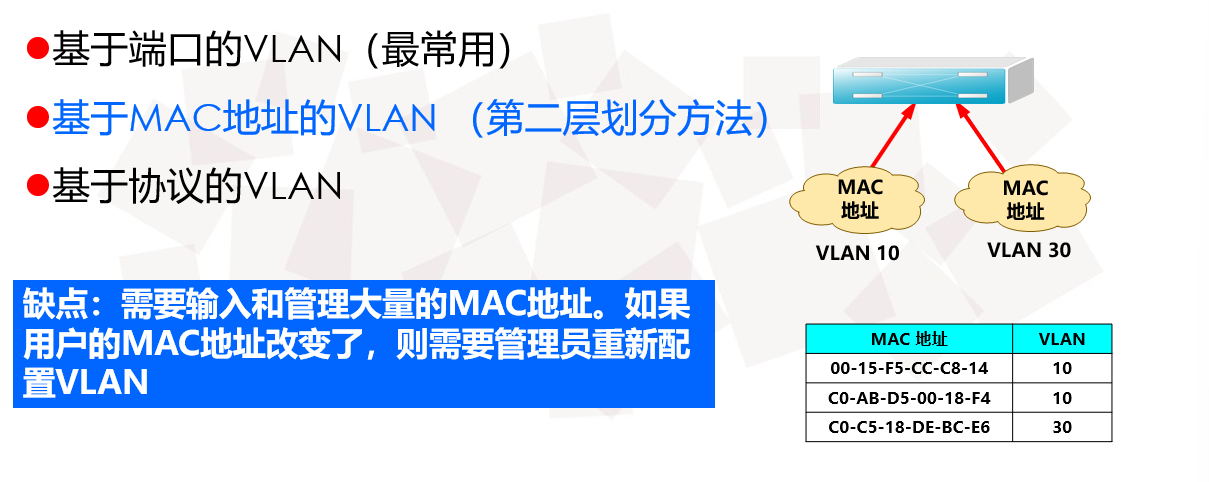 基于端口的VLAN（最常用）
基于MAC地址的VLAN （第二层划分方法）
基于协议的VLAN
缺点：需要输入和管理大量的MAC地址。如果
用户的MAC地址改变了，则需要管理员重新配
置VLAN
MAC
地址
VLAN 10
MAC
地址
VLAN 30
MAC 地址 VLAN
00-15-F5-CC-C8-14 10
C0-AB-D5-00-18-F4 10
C0-C5-18-DE-BC-E6 30